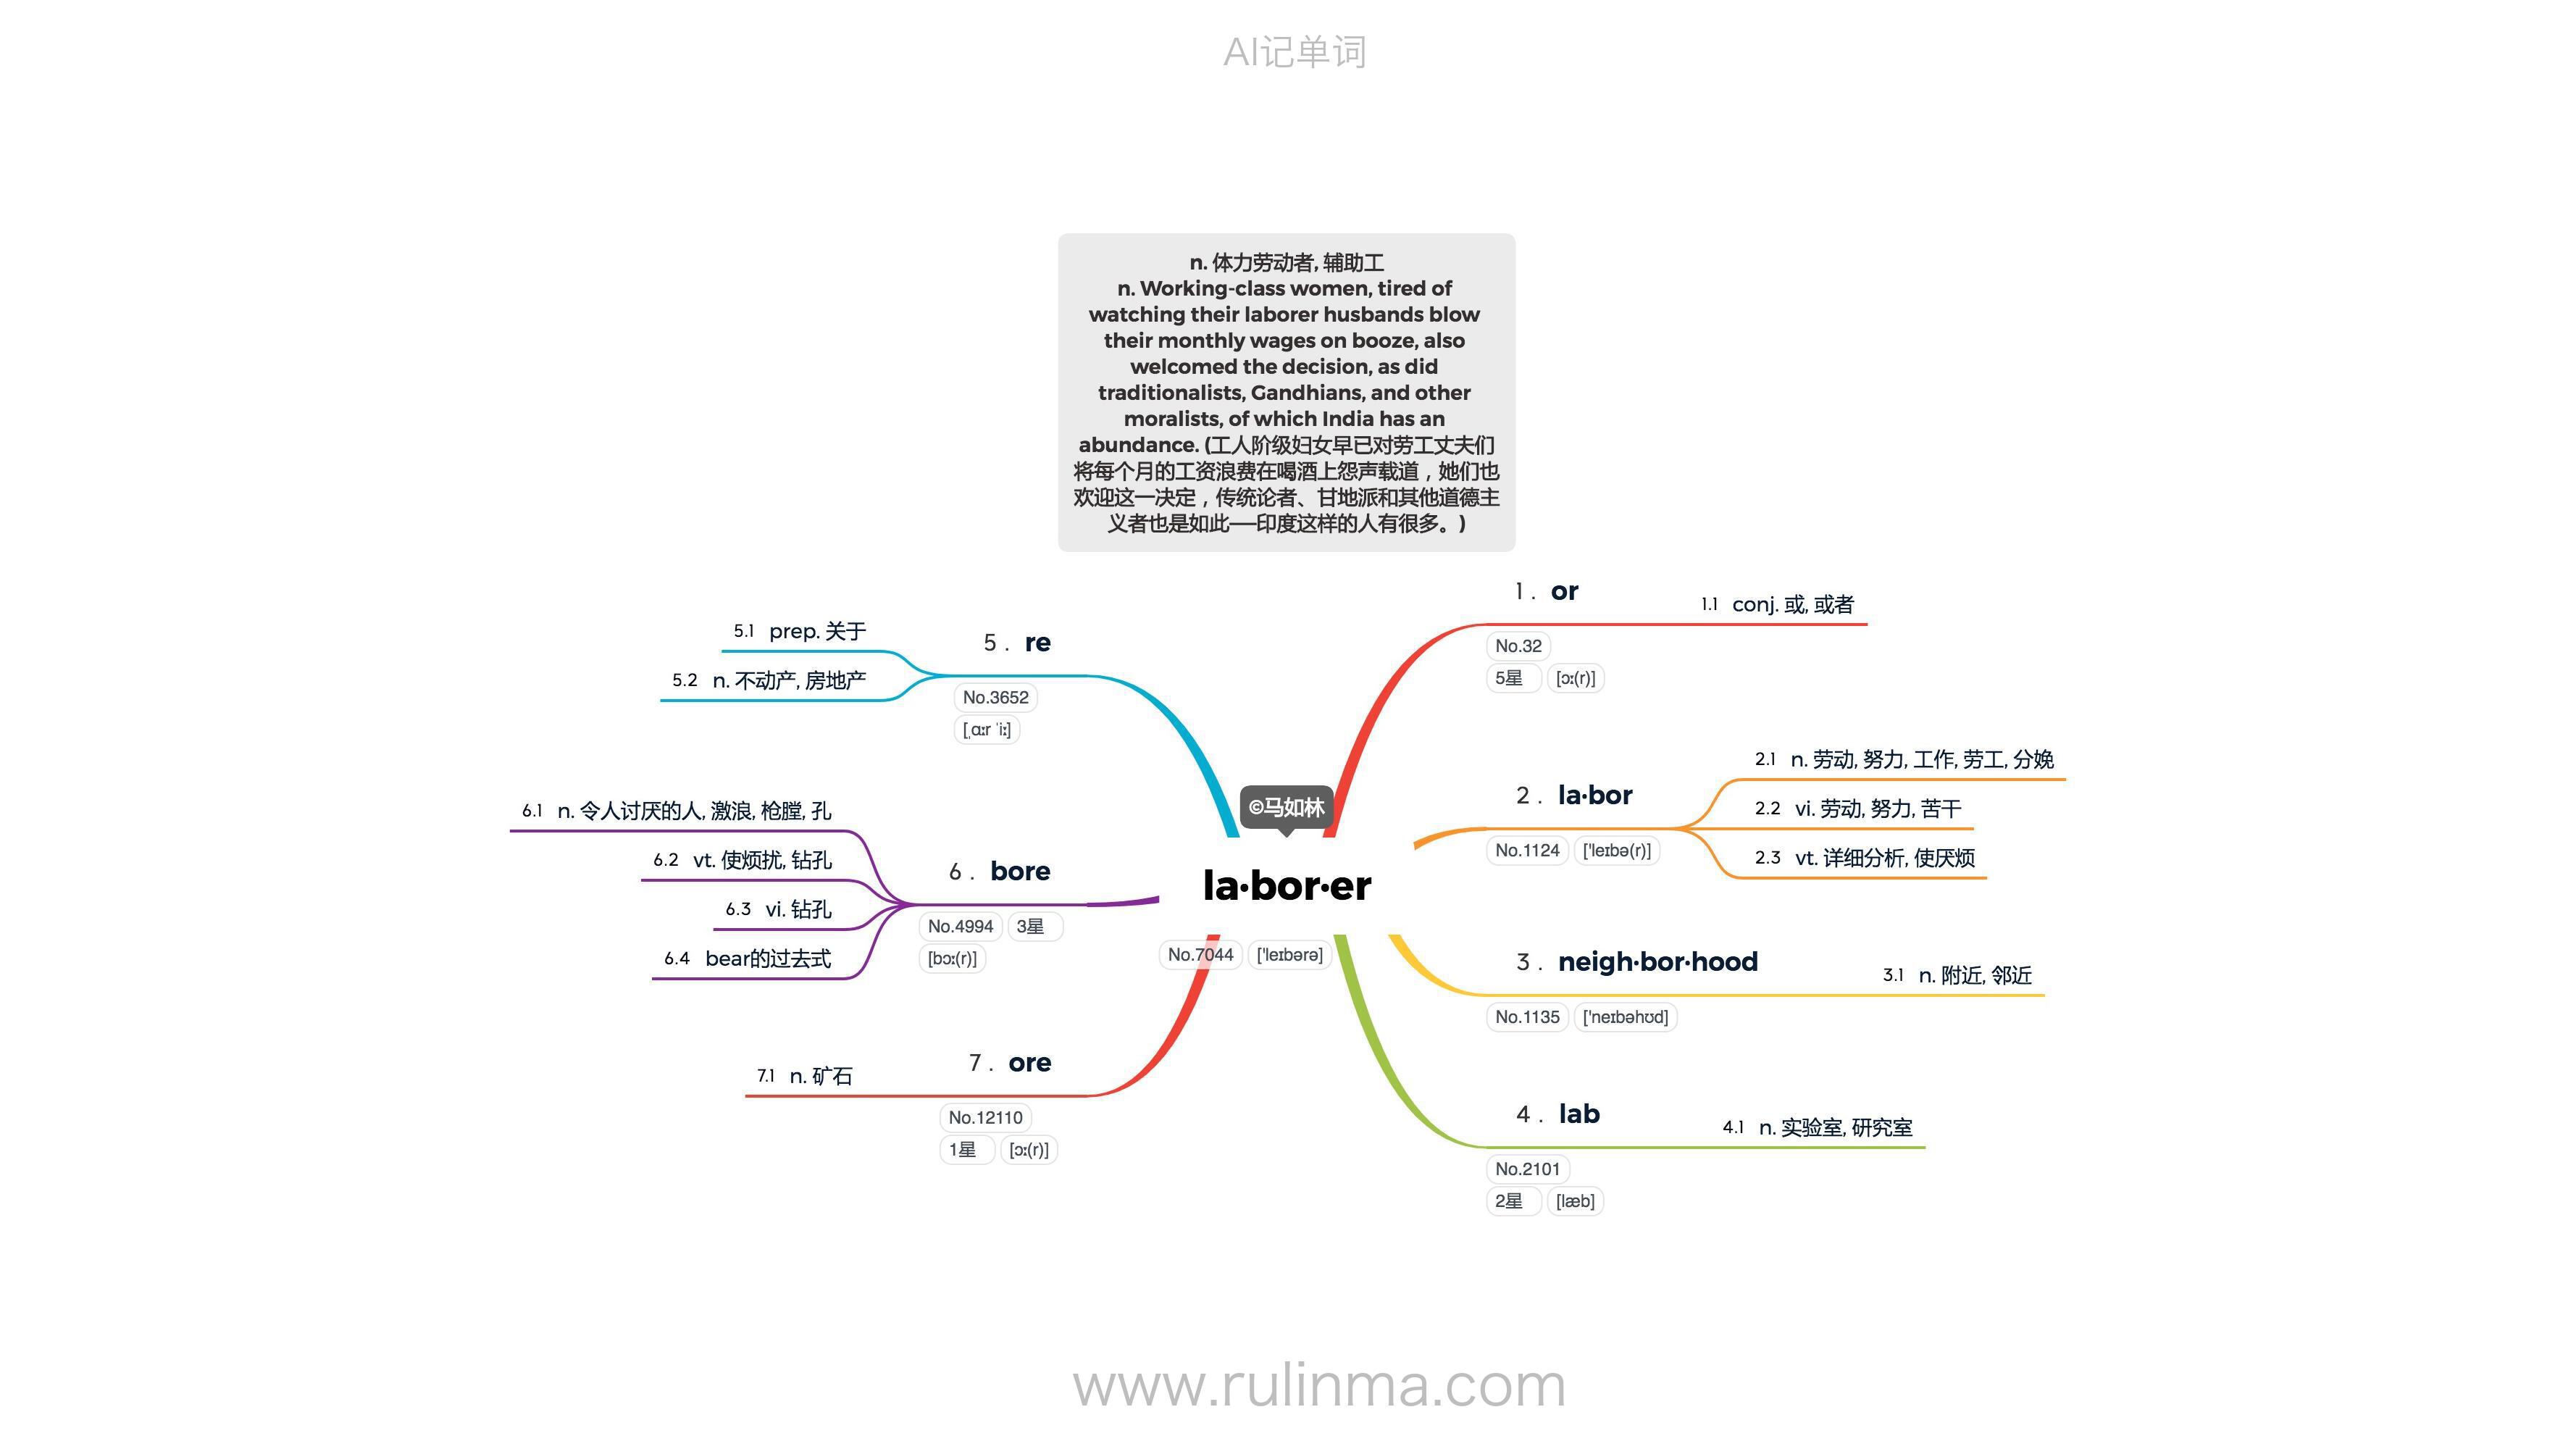 AI记单词
n. 体力劳动者, 辅助工
n. Working-class women, tired of
watching their laborer husbands blow
their monthly wages on booze, also
welcomed the decision, as did
traditionalists, Gandhians, and other
moralists, of which India has an
abundance. (工人阶级妇女早已对劳工丈夫们
将每个月的工资浪费在喝酒上怨声载道，她们也
欢迎这一决定，传统论者、甘地派和其他道德主
义者也是如此──印度这样的人有很多。)
©马如林
la·bor·er
No.7044 ['leɪbərə]
1. or
No.32
5星 [ɔː(r)]
1.1 conj. 或, 或者
2. la·bor
No.1124 ['leɪbə(r)]
2.1 n. 劳动, 努力, 工作, 劳工, 分娩
2.2 vi. 劳动, 努力, 苦干
2.3 vt. 详细分析, 使厌烦
3. neigh·bor·hood
No.1135 ['neɪbəhʊd]
3.1 n. 附近, 邻近
4. lab
No.2101
2星 [læb]
4.1 n. 实验室, 研究室
5. re
No.3652
[ˌɑːr ˈiː]
5.1 prep. 关于
5.2 n. 不动产, 房地产
6. bore
No.4994 3星
[bɔː(r)]
6.1 n. 令人讨厌的人, 激浪, 枪膛, 孔
6.2 vt. 使烦扰, 钻孔
6.3 vi. 钻孔
6.4 bear的过去式
7. ore
No.12110
1星 [ɔː(r)]
7.1 n. 矿石
www.rulinma.com